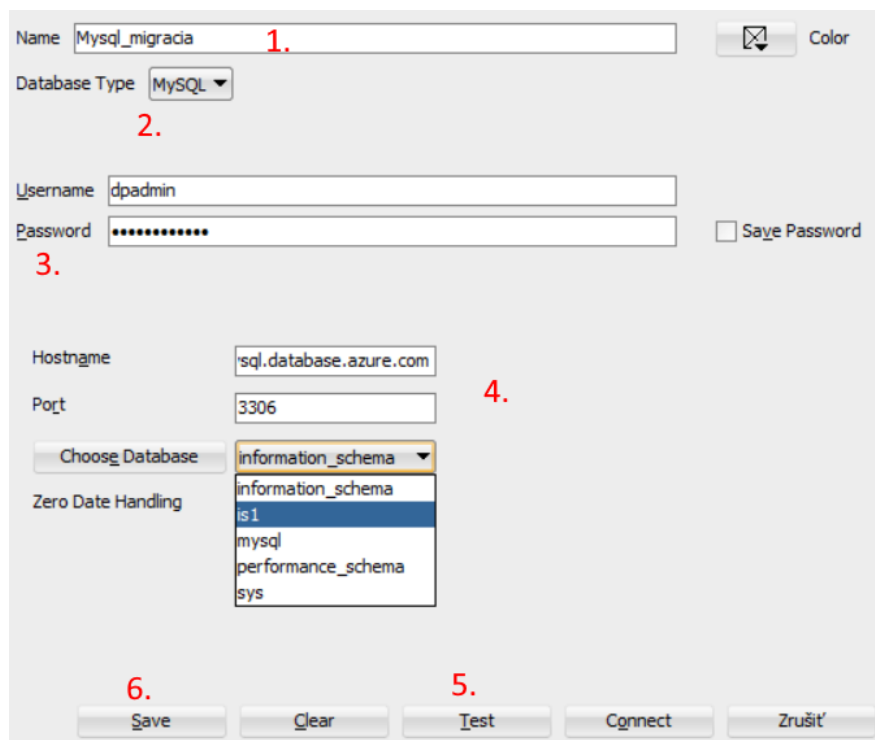 Name Mysql_migracia 1. Color
Database Type MySQL
2.
Username dpadmin
Password •••••••••••• Save Password
3.
Hostname sql.database.azure.com
4.
Port 3306
Choose Database information_schema
information_schema
Zero Date Handling
is1
mysql
performance_schema
sys
6. 5.
Save Clear Test Connect Zrušiť